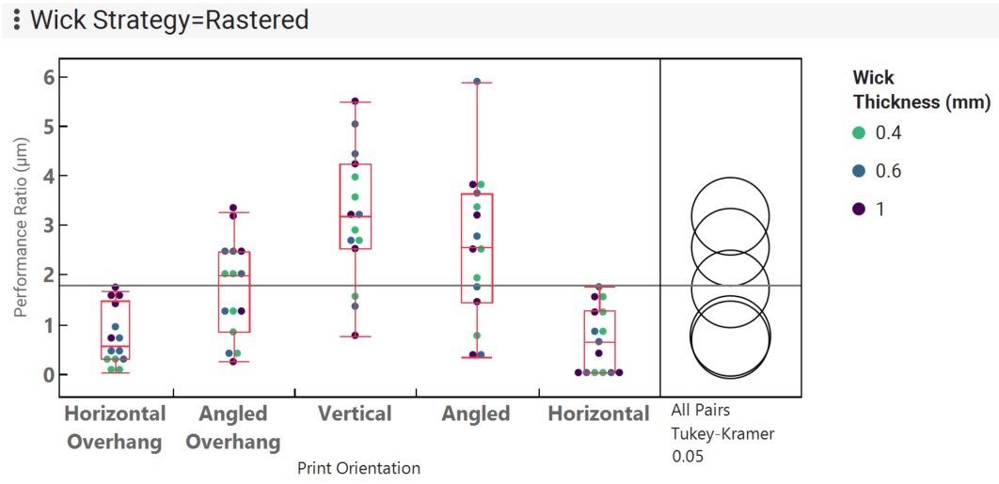 Wick Strategy=Rastered
Performance Ratio (µm)
6
5
4
3
2
1
0
Horizontal
Overhang
Angled
Overhang
Vertical
Angled
Horizontal
Print Orientation
All Pairs
Tukey-Kramer
0.05
Wick
Thickness (mm)
0.4
0.6
1